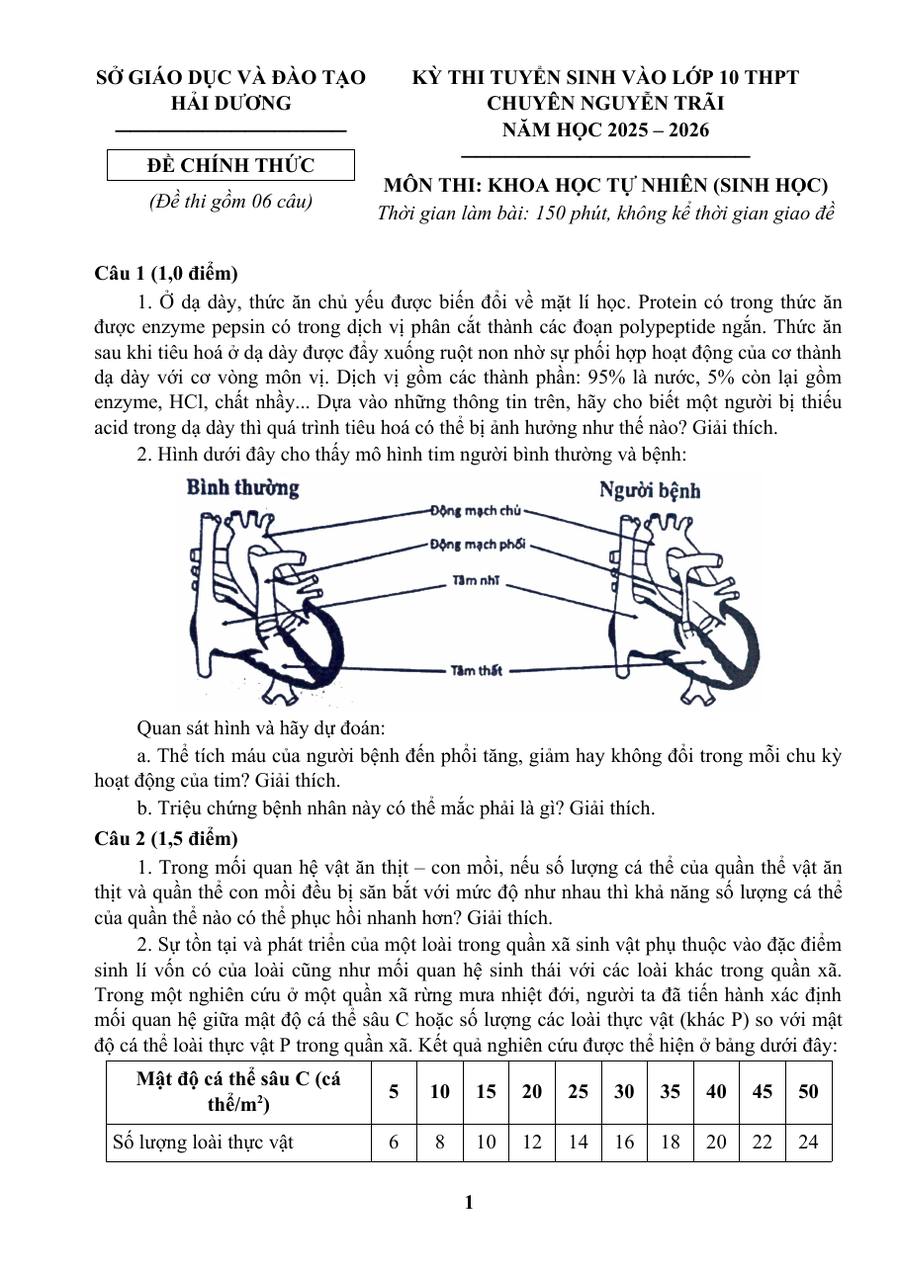 SỞ GIÁO DỤC VÀ ĐÀO TẠO
HẢI DƯƠNG
ĐỀ CHÍNH THỨC
(Đề thi gồm 06 câu)
KỲ THI TUYỂN SINH VÀO LỚP 10 THPT
CHUYÊN NGUYỄN TRÃI
NĂM HỌC 2025 – 2026
MÔN THI: KHOA HỌC TỰ NHIÊN (SINH HỌC)
Thời gian làm bài: 150 phút, không kể thời gian giao đề
Câu 1 (1,0 điểm)
1. Ở dạ dày, thức ăn chủ yếu được biến đổi về mặt lí học. Protein có trong thức ăn
được enzyme pepsin có trong dịch vị phân cắt thành các đoạn polypeptide ngắn. Thức ăn
sau khi tiêu hoá ở dạ dày được đẩy xuống ruột non nhờ sự phối hợp hoạt động của cơ thành
dạ dày với cơ vòng môn vị. Dịch vị gồm các thành phần: 95% là nước, 5% còn lại gồm
enzyme, HCl, chất nhầy... Dựa vào những thông tin trên, hãy cho biết một người bị thiếu
acid trong dạ dày thì quá trình tiêu hoá có thể bị ảnh hưởng như thế nào? Giải thích.
2. Hình dưới đây cho thấy mô hình tim người bình thường và bệnh:
Bình thường
Người bệnh
Động mạch chủ
Động mạch phổi
Tâm nhĩ
Tâm thất
Quan sát hình và hãy dự đoán:
a. Thể tích máu của người bệnh đến phổi tăng, giảm hay không đổi trong mỗi chu kỳ
hoạt động của tim? Giải thích.
b. Triệu chứng bệnh nhân này có thể mắc phải là gì? Giải thích.
Câu 2 (1,5 điểm)
1. Trong mối quan hệ vật ăn thịt – con mồi, nếu số lượng cá thể của quần thể vật ăn
thịt và quần thể con mồi đều bị săn bắt với mức độ như nhau thì khả năng số lượng cá thể
của quần thể nào có thể phục hồi nhanh hơn? Giải thích.
2. Sự tồn tại và phát triển của một loài trong quần xã sinh vật phụ thuộc vào đặc điểm
sinh lí vốn có của loài cũng như mối quan hệ sinh thái với các loài khác trong quần xã.
Trong một nghiên cứu ở một quần xã rừng mưa nhiệt đới, người ta đã tiến hành xác định
mối quan hệ giữa mật độ cá thể sâu C hoặc số lượng các loài thực vật (khác P) so với mật
độ cá thể loài thực vật P trong quần xã. Kết quả nghiên cứu được thể hiện ở bảng dưới đây:
Mật độ cá thể sâu C (cá
thể/m²) 5 10 15 20 25 30 35 40 45 50
Số lượng loài thực vật 6 8 10 12 14 16 18 20 22 24
1